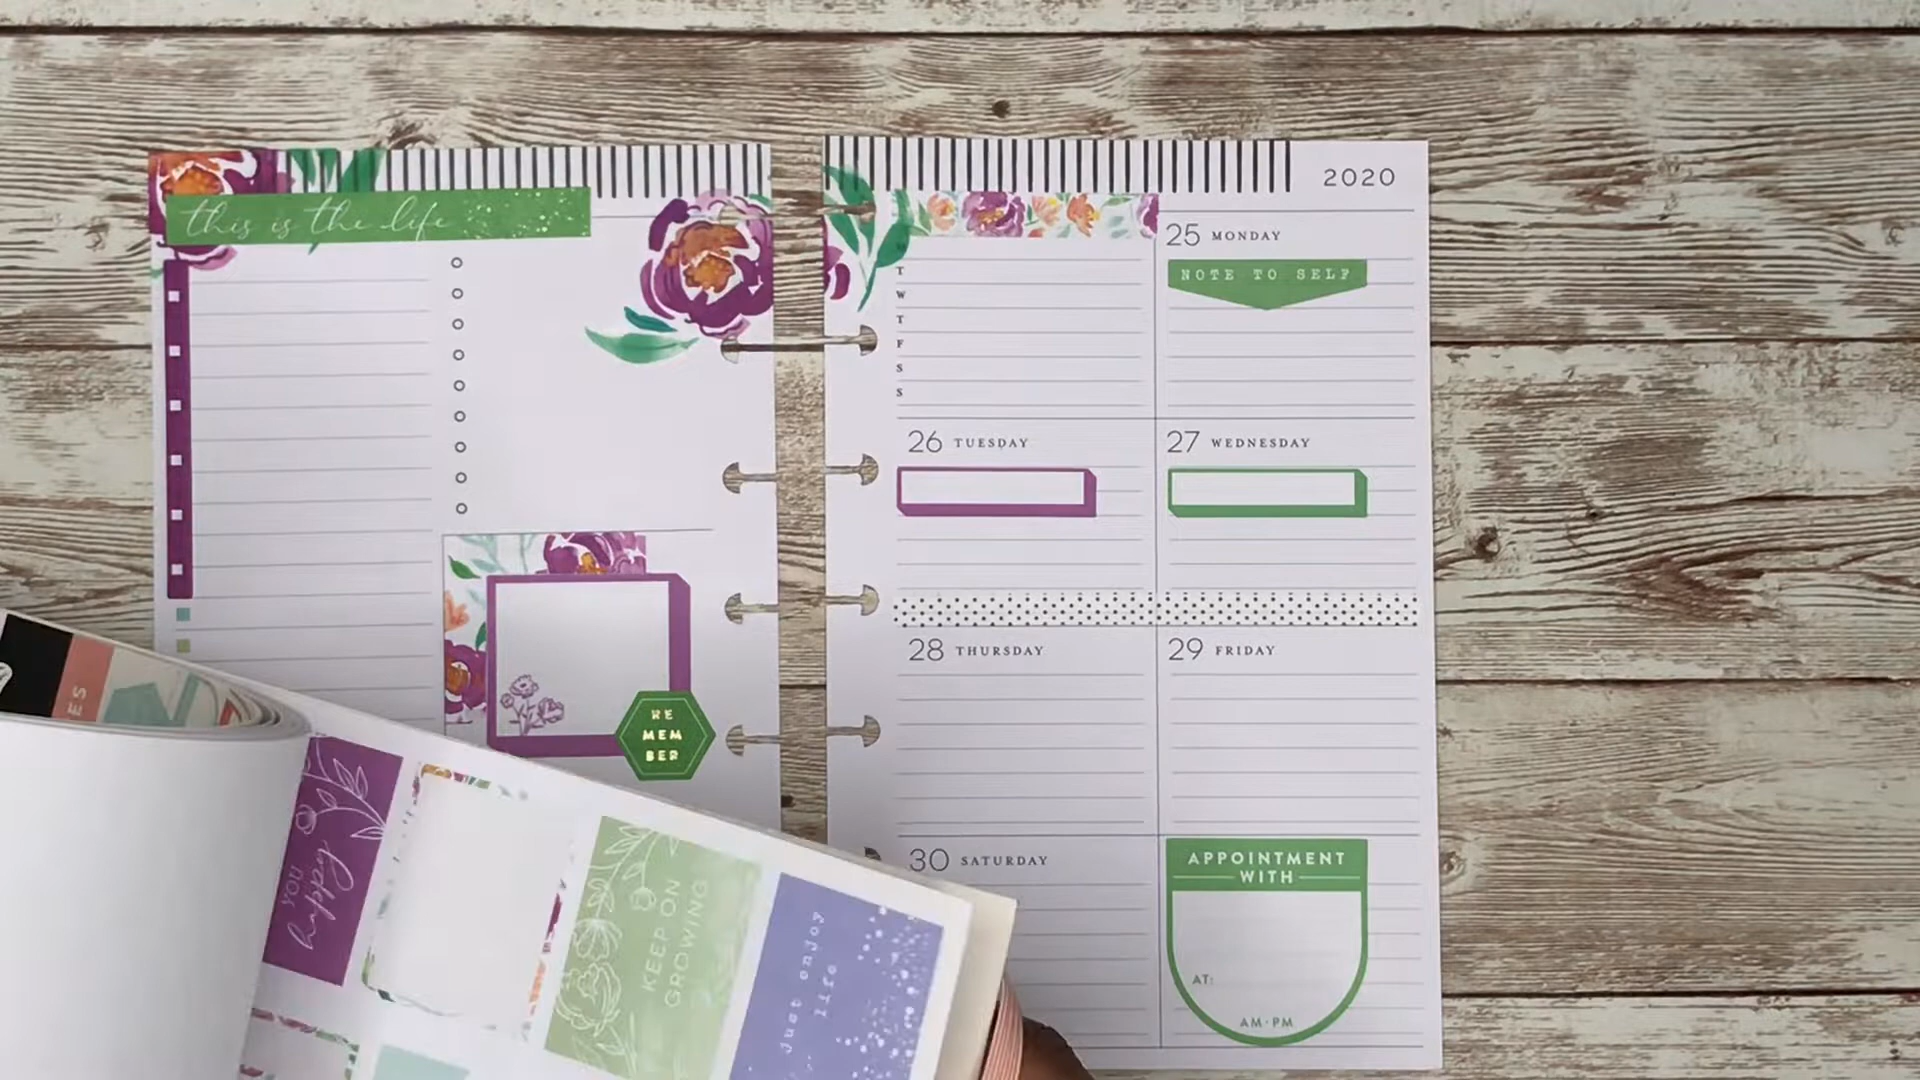 this is the life
RE
MEM
BER
2020
T
W
T
F
S
S
25 MONDAY
NOTE TO SELF
26 TUESDAY
27 WEDNESDAY
28 THURSDAY
29 FRIDAY
30 SATURDAY
APPOINTMENT
WITH
AT:
AM·PM
ES
YOU
happy
KEEP ON
GROWING
just enjoy
life